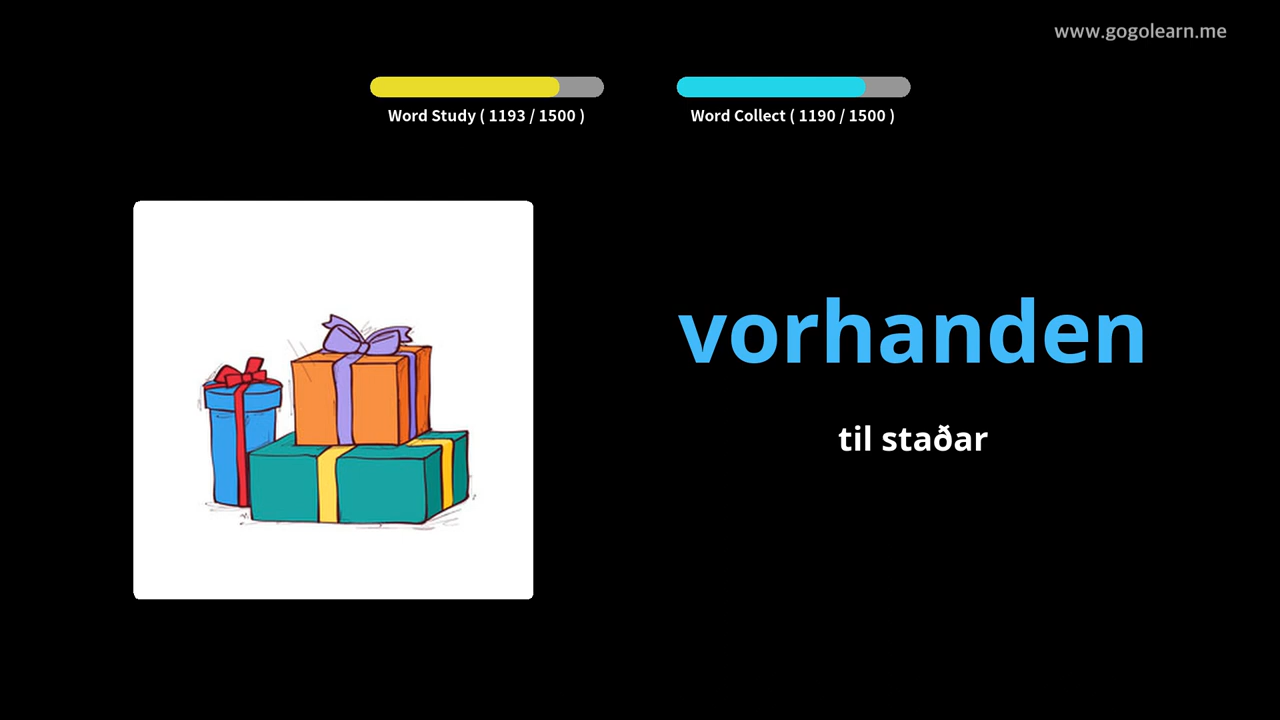 www.gogolearn.me
Word Study ( 1193 / 1500 )
Word Collect ( 1190 / 1500 )
vorhanden
til staðar